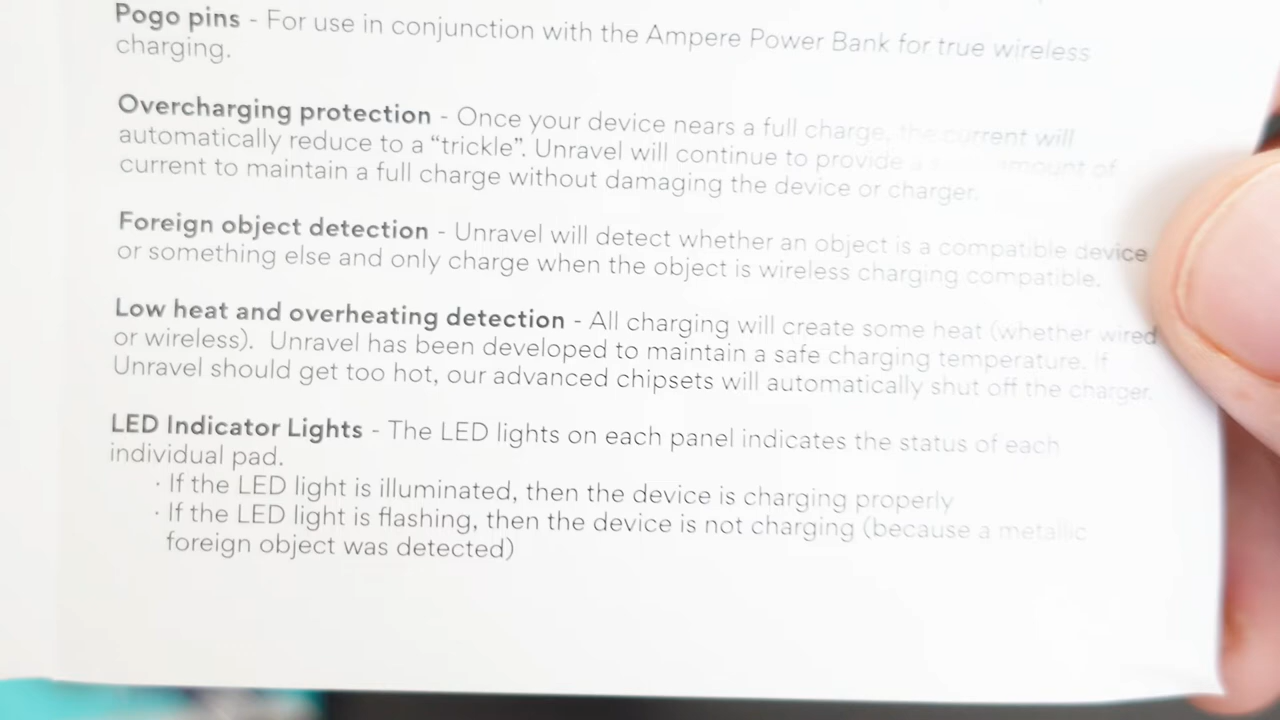 Pogo pins - For use in conjunction with the Ampere Power Bank for true wireless
charging.
Overcharging protection - Once your device nears a full charge, the current will
automatically reduce to a “trickle”. Unravel will continue to provide a amount of
current to maintain a full charge without damaging the device or charger.
Foreign object detection - Unravel will detect whether an object is a compatible device
or something else and only charge when the object is wireless charging compatible.
Low heat and overheating detection - All charging will create some heat (whether wired
or wireless). Unravel has been developed to maintain a safe charging temperature. If
Unravel should get too hot, our advanced chipsets will automatically shut off the charger.
LED Indicator Lights - The LED lights on each panel indicates the status of each
individual pad.
· If the LED light is illuminated, then the device is charging properly
· If the LED light is flashing, then the device is not charging (because a metallic
foreign object was detected)